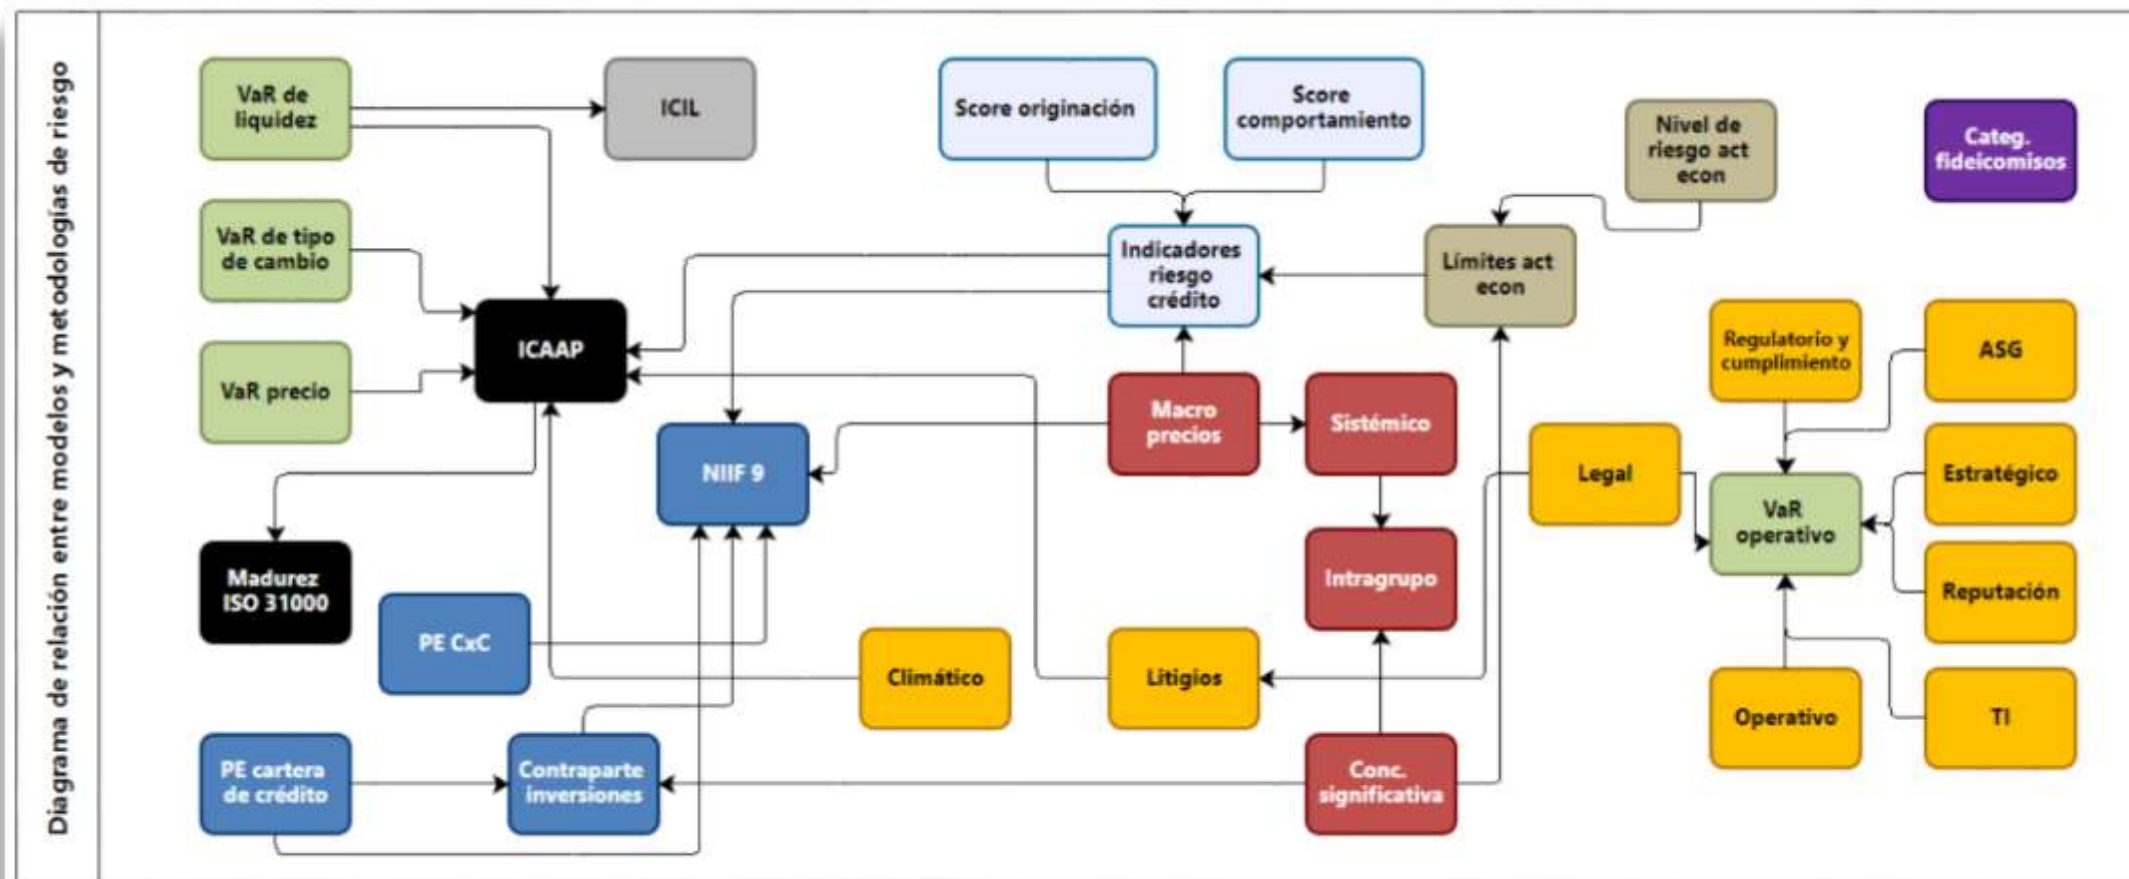 Diagrama de relación entre modelos y metodologías de riesgo
VaR de
liquidez
ICIL
Score originación
Score
comportamiento
Nivel de
riesgo act
econ
Categ.
fideicomisos
VaR de tipo
de cambio
Indicadores
riesgo
crédito
Límites act
econ
ICAAP
VaR precio
Regulatorio y
cumplimiento
ASG
Macro
precios
Sistémico
NIIF 9
Legal
VaR
operativo
Estratégico
Madurez
ISO 31000
Intragrupo
Reputación
PE CxC
Climático
Litigios
Operativo
TI
PE cartera
de crédito
Contraparte
inversiones
Conc.
significativa